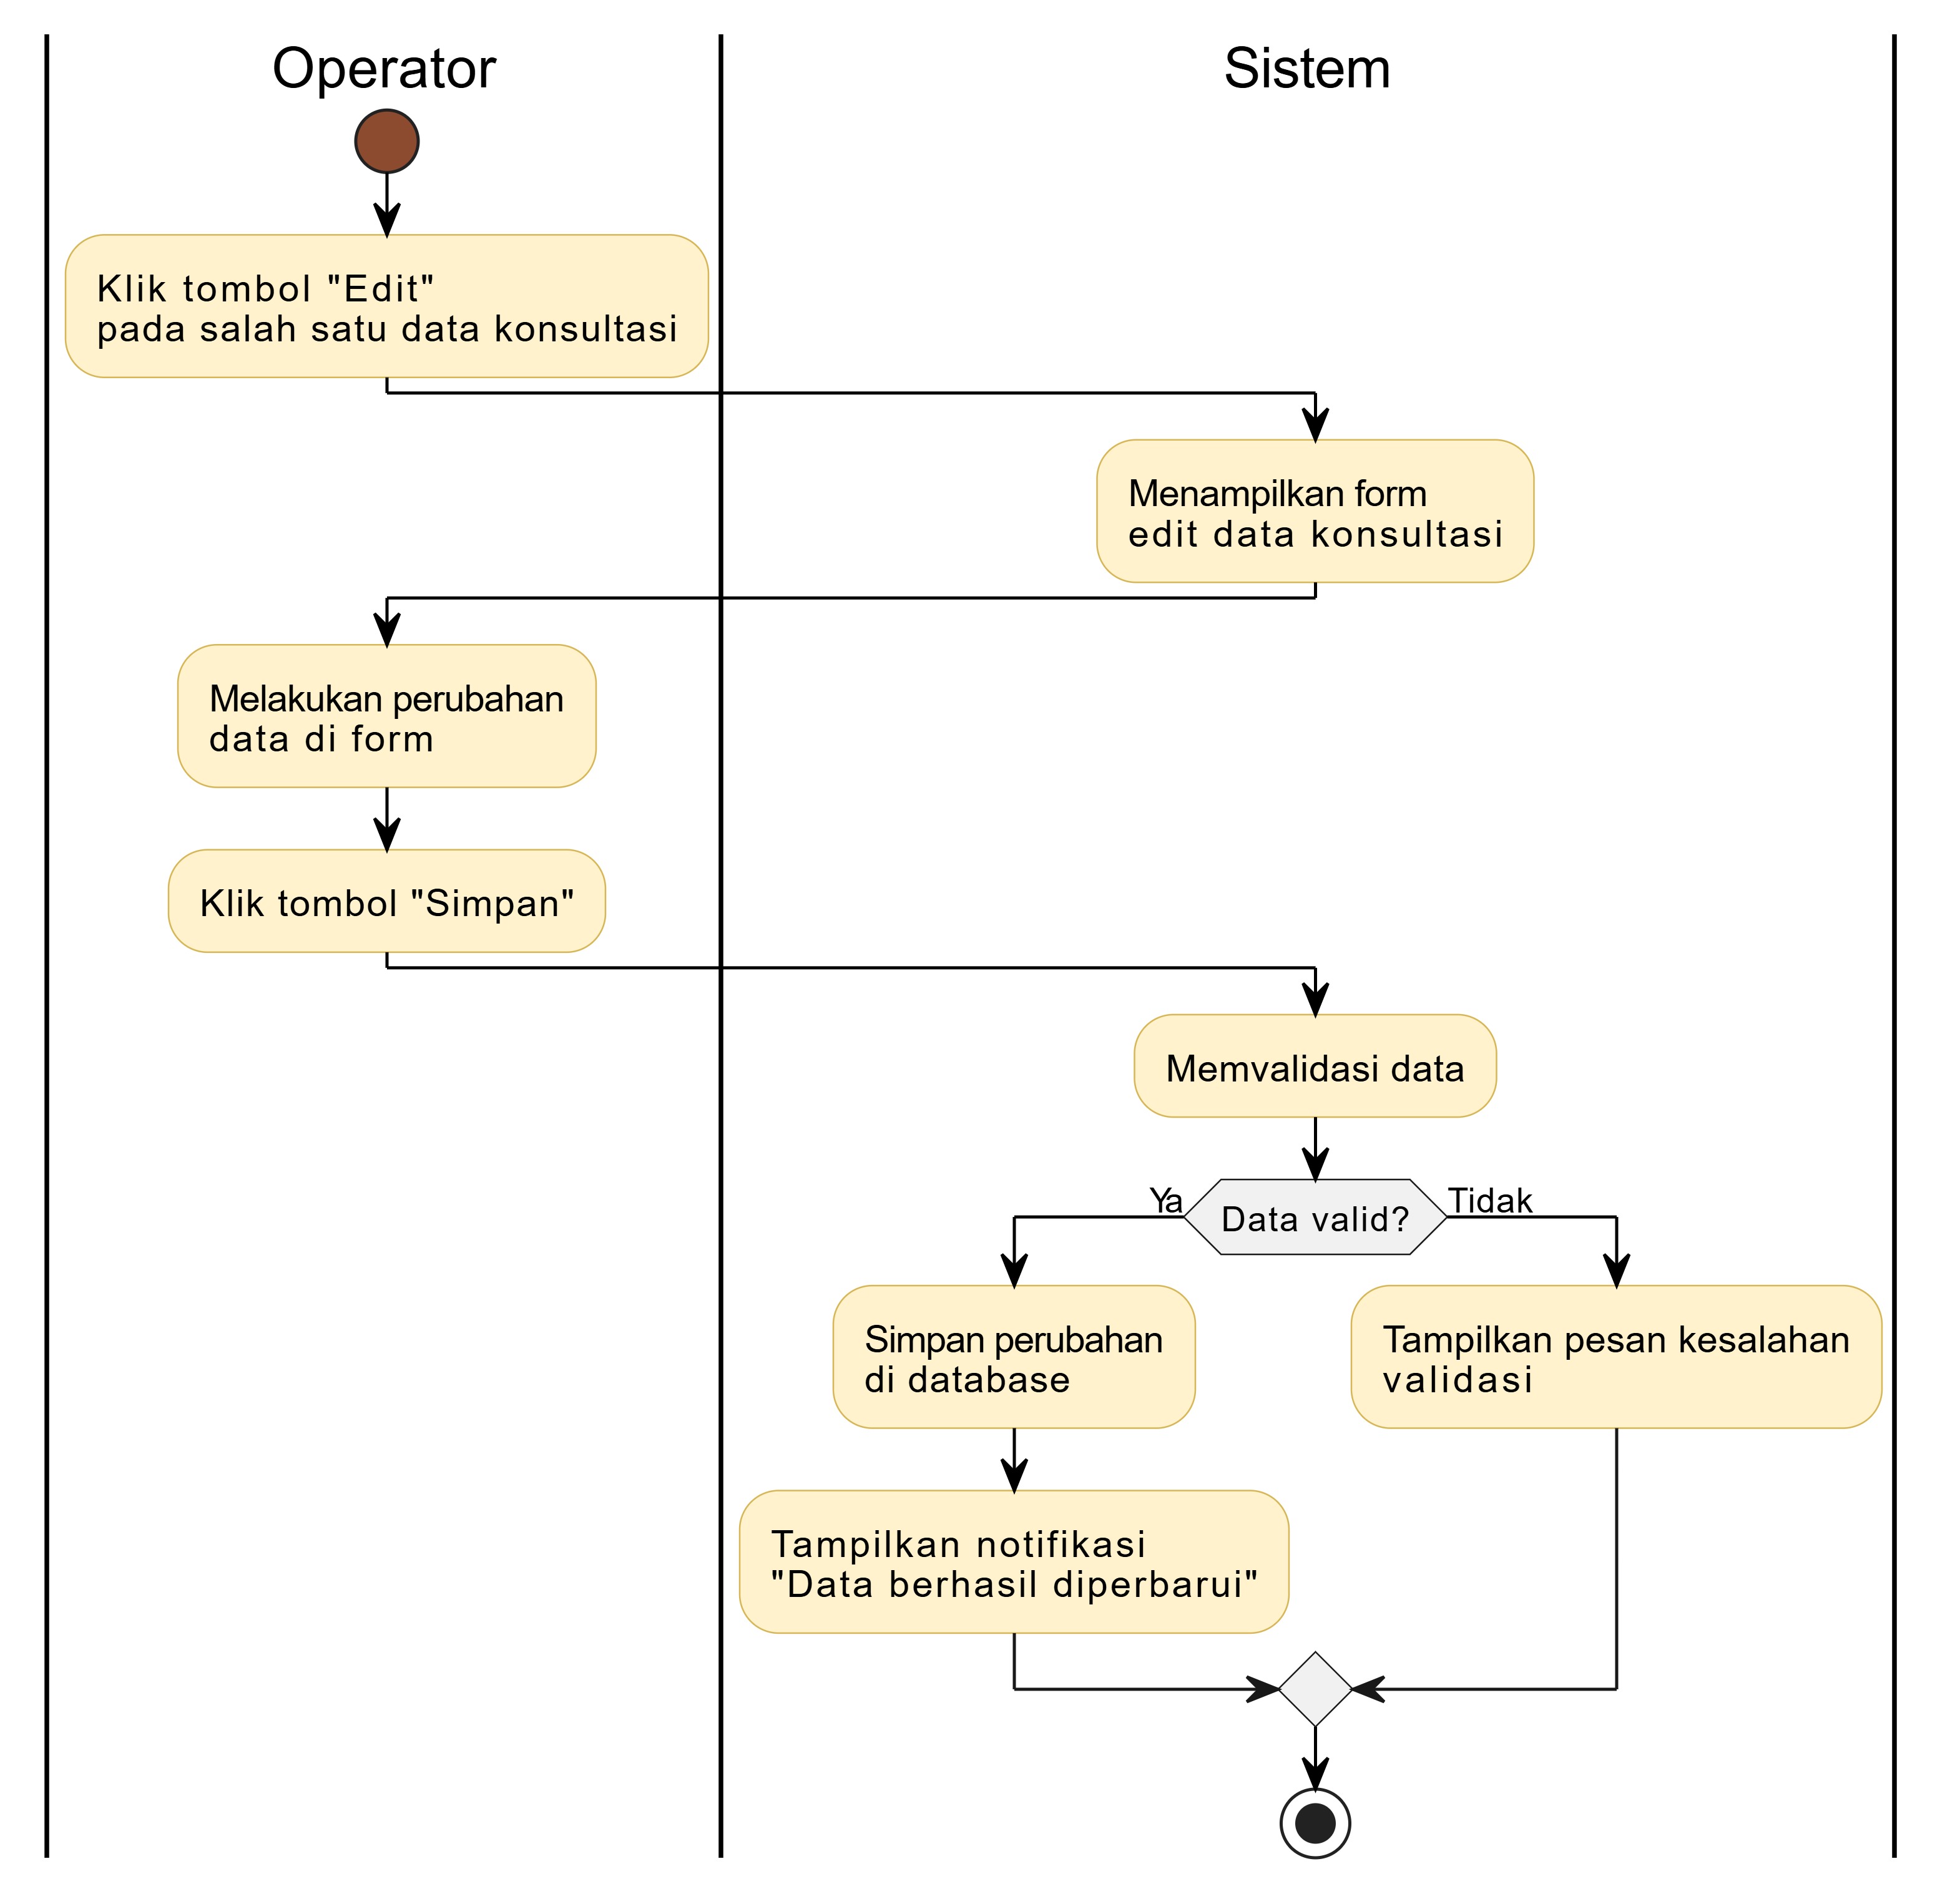 Operator
Sistem
Klik tombol "Edit"
pada salah satu data konsultasi
Menampilkan form
edit data konsultasi
Melakukan perubahan
data di form
Klik tombol "Simpan"
Memvalidasi data
Ya
Data valid?
Tidak
Simpan perubahan
di database
Tampilkan pesan kesalahan
validasi
Tampilkan notifikasi
"Data berhasil diperbarui"